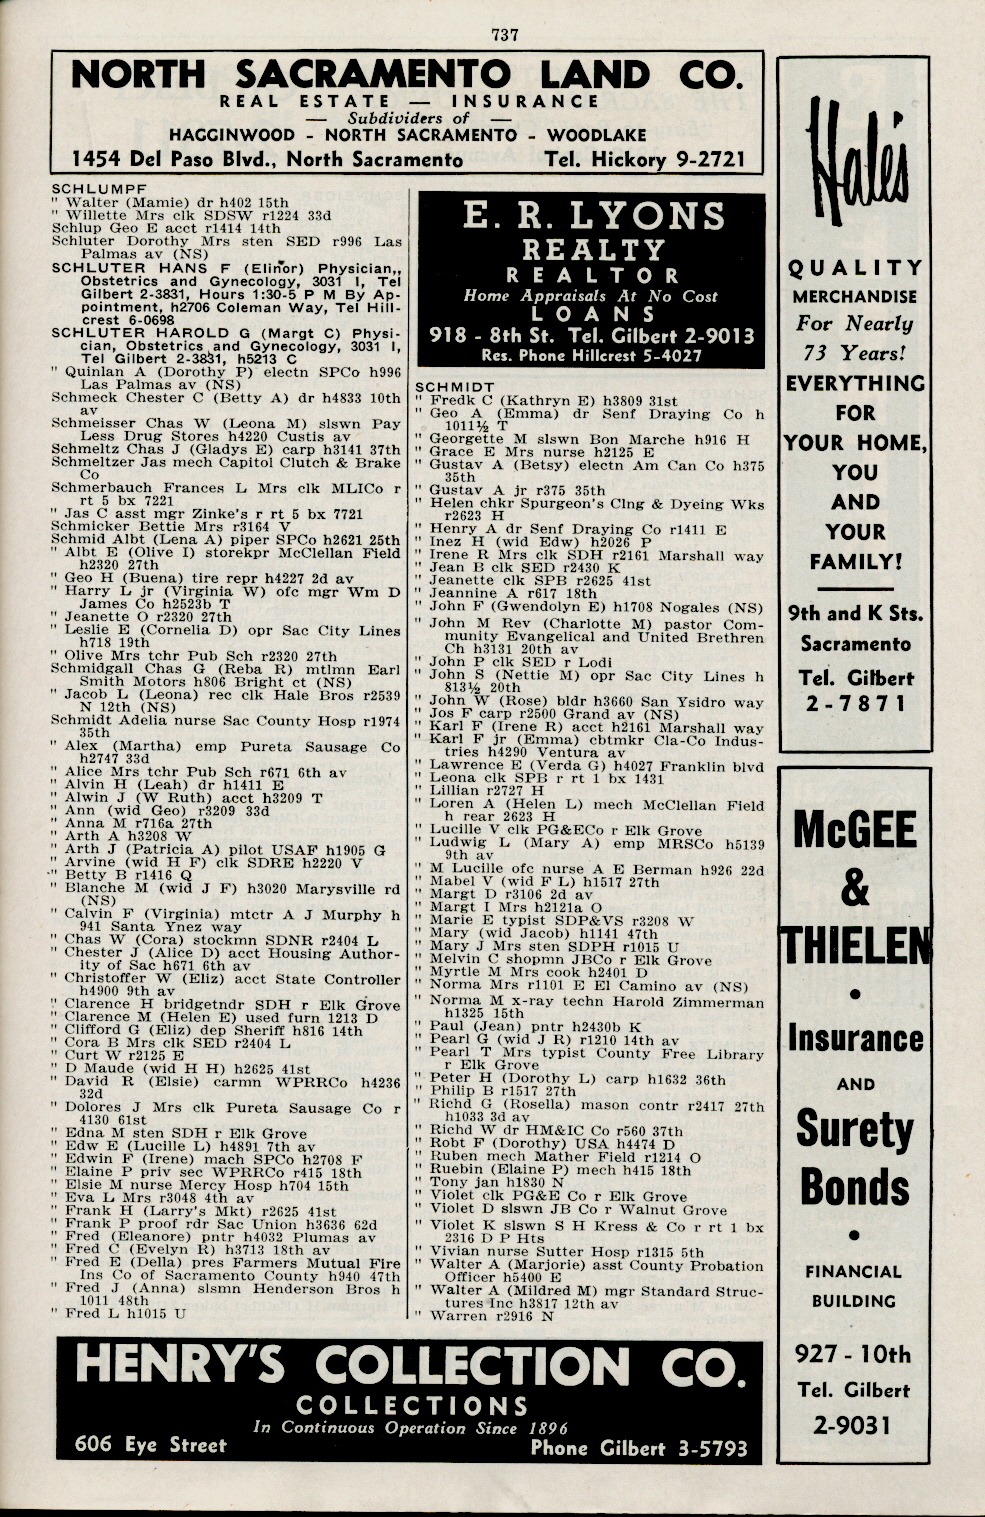 737
NORTH SACRAMENTO LAND CO.
REAL ESTATE — INSURANCE
— Subdividers of —
HAGGINWOOD - NORTH SACRAMENTO - WOODLAKE
1454 Del Paso Blvd., North Sacramento Tel. Hickory 9-2721
SCHLUMPF
" Walter (Mamie) dr h402 15th
" Willette Mrs clk SDSW r1224 33d
Schlup Geo E acct r1414 14th
Schluter Dorothy Mrs sten SED r996 Las
Palmas av (NS)
SCHLUTER HANS F (Elinor) Physician,,
Obstetrics and Gynecology, 3031 I, Tel
Gilbert 2-3831, Hours 1:30-5 P M By Ap-
pointment, h2706 Coleman Way, Tel Hill-
crest 6-0698
SCHLUTER HAROLD G (Margt C) Physi-
cian, Obstetrics and Gynecology, 3031 I,
Tel Gilbert 2-3831, h5213 C
" Quinlan A (Dorothy P) electn SPCo h996
Las Palmas av (NS)
Schmeck Chester C (Betty A) dr h4833 10th
av
Schmeisser Chas W (Leona M) slswn Pay
Less Drug Stores h4220 Custis av
Schmeltz Chas J (Gladys E) carp h3141 37th
Schmeltzer Jas mech Capitol Clutch & Brake
Co
Schmerbauch Frances L Mrs clk MLICo r
rt 5 bx 7221
" Jas C asst mgr Zinke's r rt 5 bx 7721
Schmicker Bettie Mrs r3164 V
Schmid Albt (Lena A) piper SPCo h2621 25th
" Albt E (Olive I) storekpr McClellan Field
h2320 27th
" Geo H (Buena) tire repr h4227 2d av
" Harry L jr (Virginia W) ofc mgr Wm D
James Co h2523b T
" Jeanette O r2320 27th
" Leslie E (Cornelia D) opr Sac City Lines
h718 19th
" Olive Mrs tchr Pub Sch r2320 27th
Schmidgall Chas G (Reba R) mtlmn Earl
Smith Motors h806 Bright ct (NS)
" Jacob L (Leona) rec clk Hale Bros r2539
N 12th (NS)
Schmidt Adelia nurse Sac County Hosp r1974
35th
" Alex (Martha) emp Pureta Sausage Co
h2747 33d
" Alice Mrs tchr Pub Sch r671 6th av
" Alvin H (Leah) dr h1411 E
" Alwin J (W Ruth) acct h3209 T
" Ann (wid Geo) r3209 33d
" Anna M r716a 27th
" Arth A h3208 W
" Arth J (Patricia A) pilot USAF h1905 G
" Arvine (wid H F) clk SDRE h2220 V
" Betty B r1416 Q
" Blanche M (wid J F) h3020 Marysville rd
(NS)
" Calvin F (Virginia) mtctr A J Murphy h
941 Santa Ynez way
" Chas W (Cora) stockmn SDNR r2404 L
" Chester J (Alice D) acct Housing Author-
ity of Sac h671 6th av
" Christoffer W (Eliz) acct State Controller
h4900 9th av
" Clarence H bridgetndr SDH r Elk Grove
" Clarence M (Helen E) used furn 1213 D
" Clifford G (Eliz) dep Sheriff h816 14th
" Cora B Mrs clk SED r2404 L
" Curt W r2125 E
" D Maude (wid H H) h2625 41st
" David R (Elsie) carmn WPRRCo h4236
32d
" Dolores J Mrs clk Pureta Sausage Co r
4130 61st
" Edna M sten SDH r Elk Grove
" Edw E (Lucille L) h4891 7th av
" Edwin F (Irene) mach SPCo h2708 F
" Elaine P priv sec WPRRCo r415 18th
" Elsie M nurse Mercy Hosp h704 15th
" Eva L Mrs r3048 4th av
" Frank H (Larry's Mkt) r2625 41st
" Frank P proof rdr Sac Union h3636 62d
" Fred (Eleanore) pntr h4032 Plumas av
" Fred C (Evelyn R) h3713 18th av
" Fred E (Della) pres Farmers Mutual Fire
Ins Co of Sacramento County h940 47th
" Fred J (Anna) slsmn Henderson Bros h
1011 48th
" Fred L h1015 U
E. R. LYONS
REALTY
REALTOR
Home Appraisals At No Cost
LOANS
918 - 8th St. Tel. Gilbert 2-9013
Res. Phone Hillcrest 5-4027
SCHMIDT
" Fredk C (Kathryn E) h3809 31st
" Geo A (Emma) dr Senf Draying Co h
1011½ T
" Georgette M slswn Bon Marche h916 H
" Grace E Mrs nurse h2125 E
" Gustav A (Betsy) electn Am Can Co h375
35th
" Gustav A jr r375 35th
" Helen chkr Spurgeon's Clng & Dyeing Wks
r2623 H
" Henry A dr Senf Draying Co r1411 E
" Inez H (wid Edw) h2026 P
" Irene R Mrs clk SDH r2161 Marshall way
" Jean B clk SED r2430 K
" Jeanette clk SPB r2625 41st
" Jeannine A r617 18th
" John F (Gwendolyn E) h1708 Nogales (NS)
" John M Rev (Charlotte M) pastor Com-
munity Evangelical and United Brethren
Ch h3131 20th av
" John P clk SED r Lodi
" John S (Nettie M) opr Sac City Lines h
813½ 20th
" John W (Rose) bldr h3660 San Ysidro way
" Jos F carp r2500 Grand av (NS)
" Karl F (Irene R) acct h2161 Marshall way
" Karl F jr (Emma) cbtmkr Cla-Co Indus-
tries h4290 Ventura av
" Lawrence E (Verda G) h4027 Franklin blvd
" Leona clk SPB r rt 1 bx 1431
" Lillian r2727 H
" Loren A (Helen L) mech McClellan Field
h rear 2623 H
" Lucille V clk PG&ECo r Elk Grove
" Ludwig L (Mary A) emp MRSCo h5139
9th av
" M Lucille ofc nurse A E Berman h926 22d
" Mabel V (wid F L) h1517 27th
" Margt D r3106 2d av
" Margt I Mrs h2121a O
" Marie E typist SDP&VS r3208 W
" Mary (wid Jacob) h1141 47th
" Mary J Mrs sten SDPH r1015 U
" Melvin C shopmn JBCo r Elk Grove
" Myrtle M Mrs cook h2401 D
" Norma Mrs r1101 E El Camino av (NS)
" Norma M x-ray techn Harold Zimmerman
h1325 15th
" Paul (Jean) pntr h2430b K
" Pearl G (wid J R) r1210 14th av
" Pearl T Mrs typist County Free Library
r Elk Grove
" Peter H (Dorothy L) carp h1632 36th
" Philip B r1517 27th
" Richd G (Rosella) mason contr r2417 27th
h1033 3d av
" Richd W dr HM&IC Co r560 37th
" Robt F (Dorothy) USA h4474 D
" Ruben mech Mather Field r1214 O
" Ruebin (Elaine P) mech h415 18th
" Tony jan h1830 N
" Violet clk PG&E Co r Elk Grove
" Violet D slswn JB Co r Walnut Grove
" Violet K slswn S H Kress & Co r rt 1 bx
2316 D P Hts
" Vivian nurse Sutter Hosp r1315 5th
" Walter A (Marjorie) asst County Probation
Officer h5400 E
" Walter A (Mildred M) mgr Standard Struc-
tures Inc h3817 12th av
" Warren r2916 N
HENRY'S COLLECTION CO.
COLLECTIONS
In Continuous Operation Since 1896
606 Eye Street Phone Gilbert 3-5793
Hale's
QUALITY
MERCHANDISE
For Nearly
73 Years!
EVERYTHING
FOR
YOUR HOME,
YOU
AND
YOUR
FAMILY!
9th and K Sts.
Sacramento
Tel. Gilbert
2-7871
McGEE
&
THIELEN
•
Insurance
AND
Surety
Bonds
•
FINANCIAL
BUILDING
927 - 10th
Tel. Gilbert
2-9031